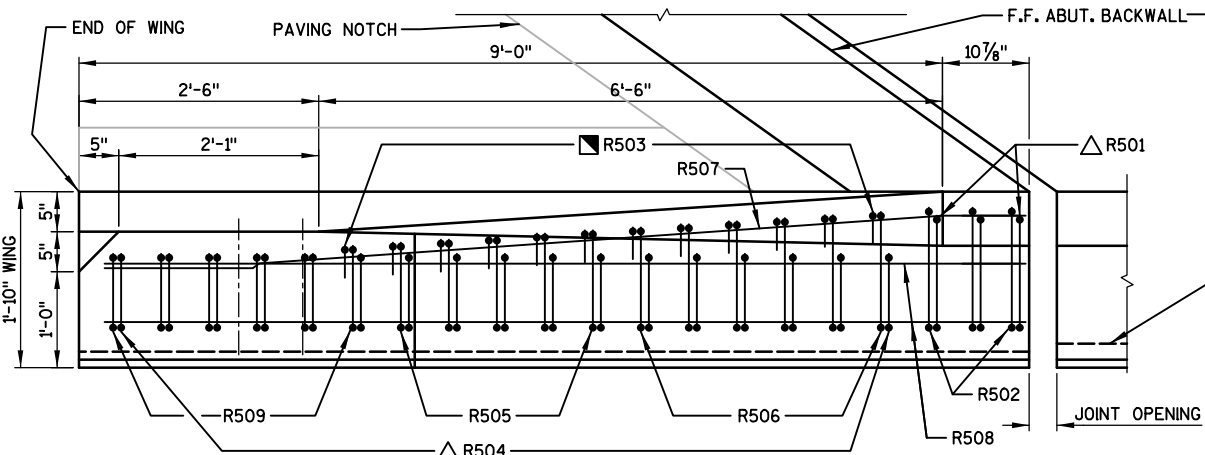 END OF WING
PAVING NOTCH
F.F. ABUT. BACKWALL
9'-0"
10⅞"
2'-6"
6'-6"
5"
2'-1"
R503
R501
R507
5"
5"
1'-0"
1'-10" WING
R509
R505
R506
R502
R508
R504
JOINT OPENING